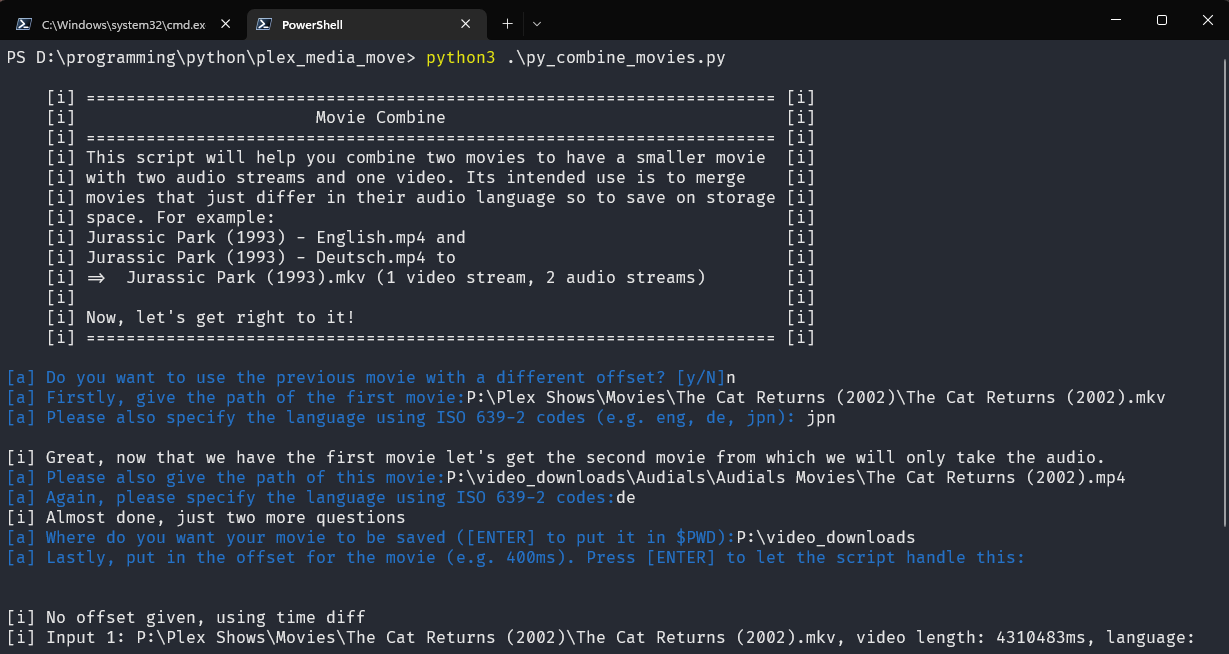 C:\Windows\system32\cmd.ex
PowerShell
PS D:\programming\python\plex_media_move> python3 .\py_combine_movies.py
[i] ===================================================================== [i]
[i] Movie Combine [i]
[i] ===================================================================== [i]
[i] This script will help you combine two movies to have a smaller movie [i]
[i] with two audio streams and one video. Its intended use is to merge [i]
[i] movies that just differ in their audio language so to save on storage [i]
[i] space. For example: [i]
[i] Jurassic Park (1993) - English.mp4 and [i]
[i] Jurassic Park (1993) - Deutsch.mp4 to [i]
[i] => Jurassic Park (1993).mkv (1 video stream, 2 audio streams) [i]
[i] [i]
[i] Now, let's get right to it! [i]
[i] ===================================================================== [i]
[a] Do you want to use the previous movie with a different offset? [y/N]n
[a] Firstly, give the path of the first movie:P:\Plex Shows\Movies\The Cat Returns (2002)\The Cat Returns (2002).mkv
[a] Please also specify the language using ISO 639-2 codes (e.g. eng, de, jpn): jpn
[i] Great, now that we have the first movie let's get the second movie from which we will only take the audio.
[a] Please also give the path of this movie:P:\video_downloads\Audials\Audials Movies\The Cat Returns (2002).mp4
[a] Again, please specify the language using ISO 639-2 codes:de
[i] Almost done, just two more questions
[a] Where do you want your movie to be saved ([ENTER] to put it in $PWD):P:\video_downloads
[a] Lastly, put in the offset for the movie (e.g. 400ms). Press [ENTER] to let the script handle this:
[i] No offset given, using time diff
[i] Input 1: P:\Plex Shows\Movies\The Cat Returns (2002)\The Cat Returns (2002).mkv, video length: 4310483ms, language: